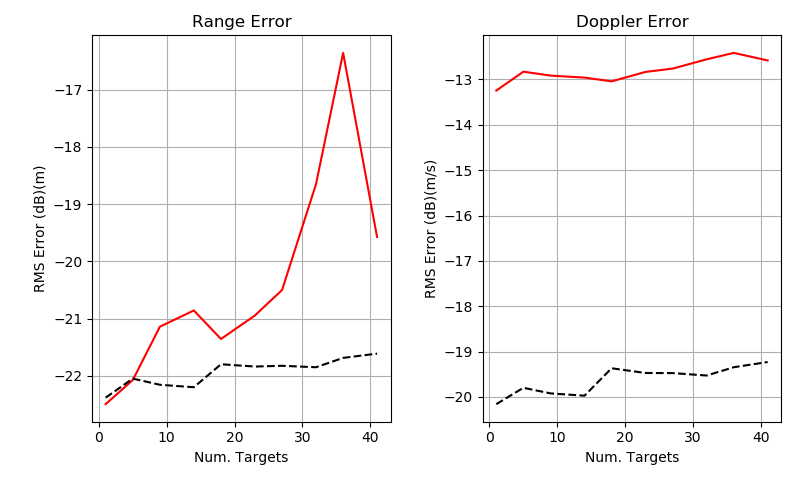 Range Error
RMS Error (dB)(m)
−17
−18
−19
−20
−21
−22
0 10 20 30 40
Num. Targets
Doppler Error
RMS Error (dB)(m/s)
−13
−14
−15
−16
−17
−18
−19
−20
0 10 20 30 40
Num. Targets